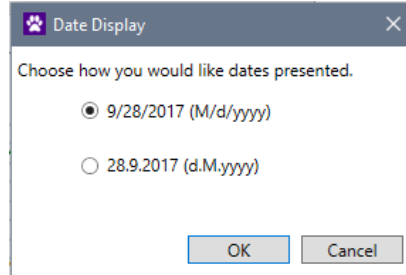 Date Display
Choose how you would like dates presented.
9/28/2017 (M/d/yyyy)
28.9.2017 (d.M.yyyy)
OK Cancel